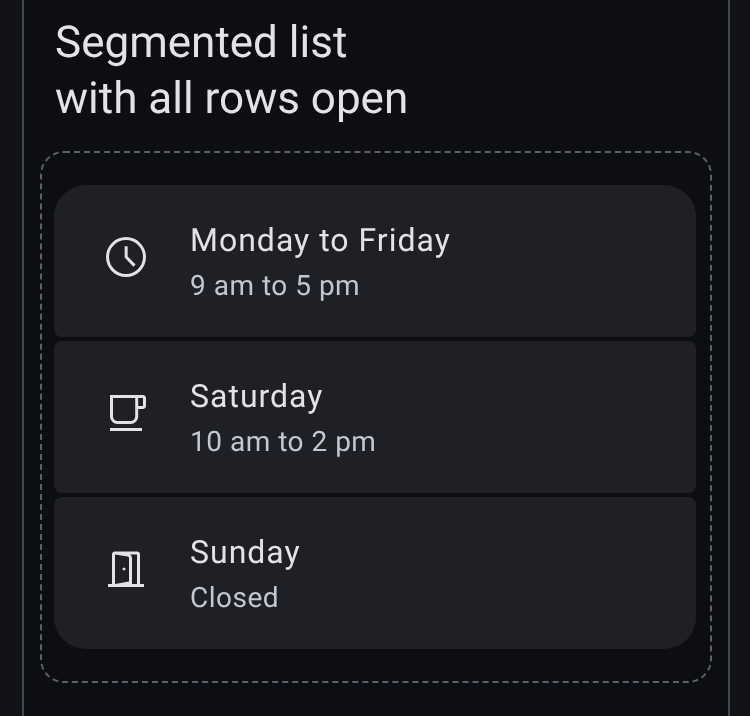 Segmented list
with all rows open
Monday to Friday
9 am to 5 pm
Saturday
10 am to 2 pm
Sunday
Closed